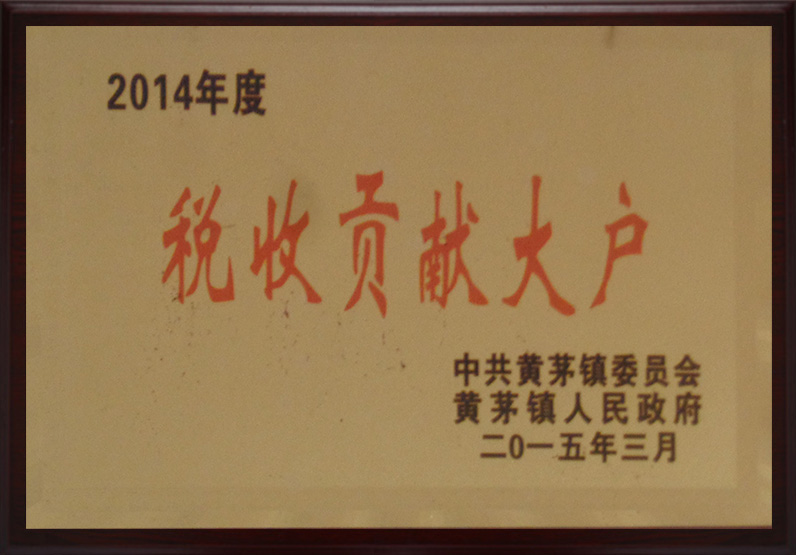 2014年度
税收贡献大户
中共黄茅镇委员会
黄茅镇人民政府
二0一五年三月